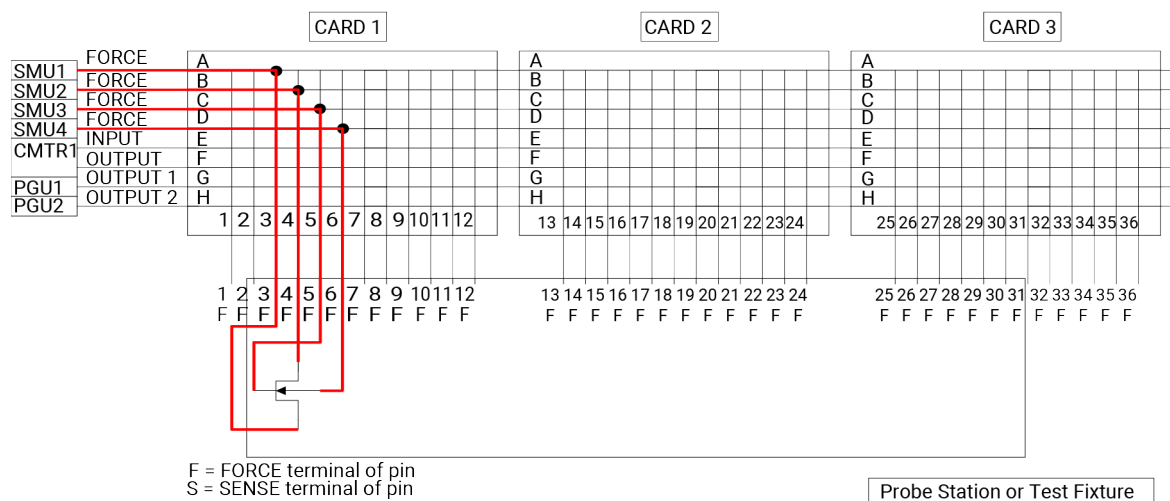 CARD 1 CARD 2 CARD 3
FORCE A A A
SMU1 FORCE B B B
SMU2 FORCE C C C
SMU3 FORCE D D D
SMU4 INPUT E E E
CMTR1 OUTPUT F F F
OUTPUT 1 G G G
PGU1 OUTPUT 2 H H H
PGU2
1 2 3 4 5 6 7 8 9 10 11 12 13 14 15 16 17 18 19 20 21 22 23 24 25 26 27 28 29 30 31 32 33 34 35 36
1 2 3 4 5 6 7 8 9 10 11 12 13 14 15 16 17 18 19 20 21 22 23 24 25 26 27 28 29 30 31 32 33 34 35 36
F F F F F F F F F F F F F F F F F F F F F F F F F F F F F F F F F F F F
F = FORCE terminal of pin
S = SENSE terminal of pin
Probe Station or Test Fixture